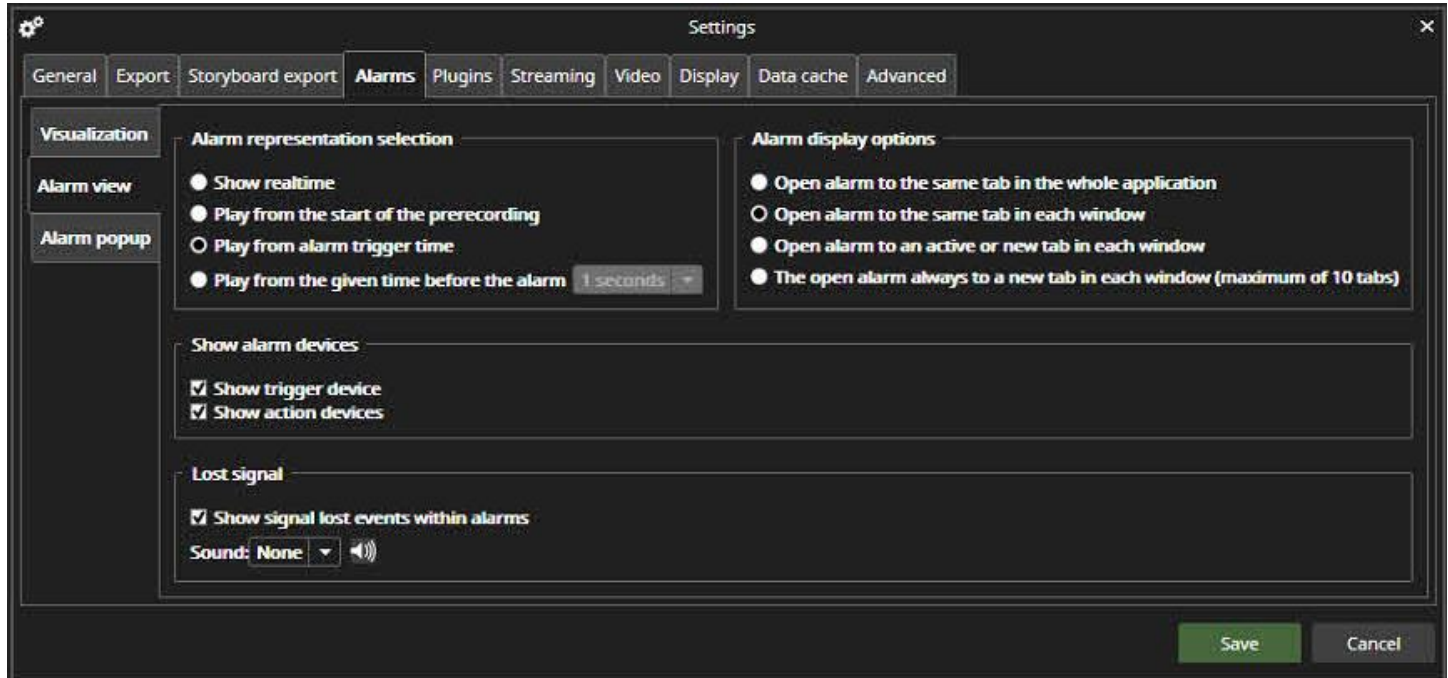 Settings
General Export Storyboard export Alarms Plugins Streaming Video Display Data cache Advanced
Visualization
Alarm view
Alarm popup
Alarm representation selection
Show realtime
Play from the start of the prerecording
Play from alarm trigger time
Play from the given time before the alarm 1 seconds
Alarm display options
Open alarm to the same tab in the whole application
Open alarm to the same tab in each window
Open alarm to an active or new tab in each window
The open alarm always to a new tab in each window (maximum of 10 tabs)
Show alarm devices
Show trigger device
Show action devices
Lost signal
Show signal lost events within alarms
Sound: None
Save Cancel